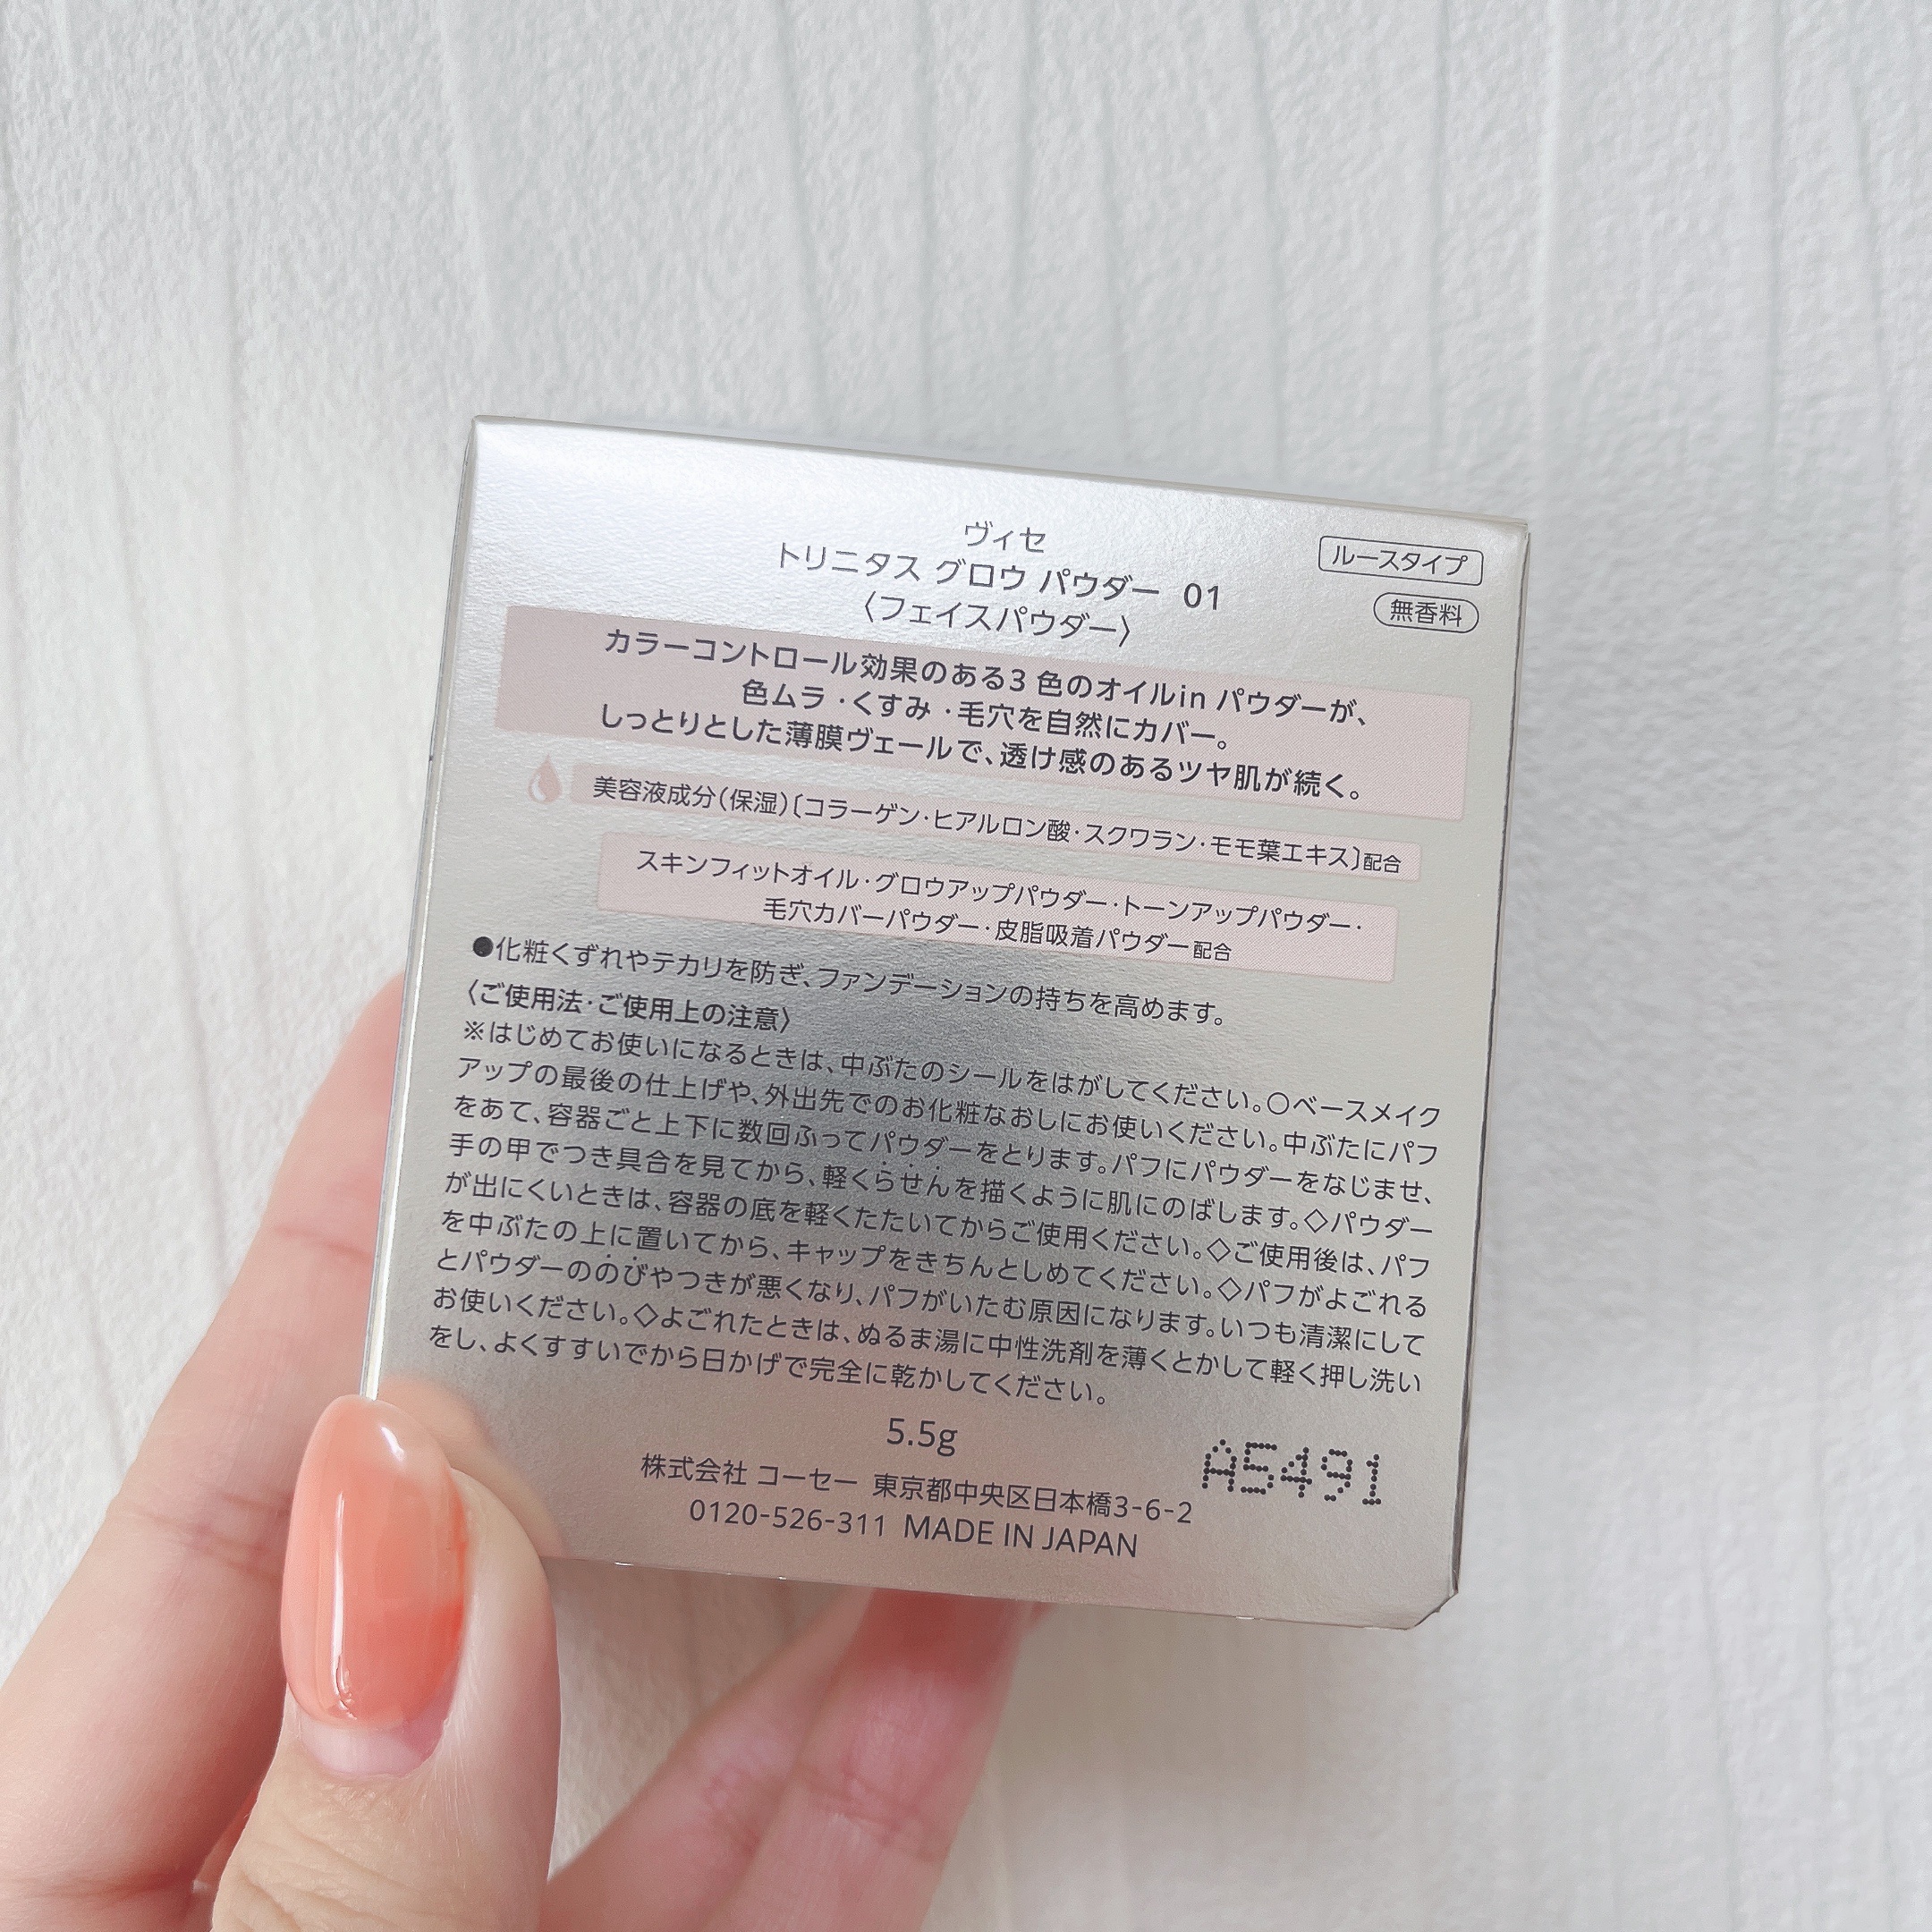 ヴィセ
トリニタス グロウ パウダー 01
〈フェイスパウダー〉
ルースタイプ
無香料
カラーコントロール効果のある3色のオイルin パウダーが、
色ムラ・くすみ・毛穴を自然にカバー。
しっとりとした薄膜ヴェールで、透け感のあるツヤ肌が続く。
美容液成分(保湿)〔コラーゲン・ヒアルロン酸・スクワラン・モモ葉エキス〕配合
スキンフィットオイル・グロウアップパウダー・トーンアップパウダー・
毛穴カバーパウダー・皮脂吸着パウダー配合
●化粧くずれやテカリを防ぎ、ファンデーションの持ちを高めます。
〈ご使用法・ご使用上の注意〉
※はじめてお使いになるときは、中ぶたのシールをはがしてください。○ベースメイク
アップの最後の仕上げや、外出先でのお化粧なおしにお使いください。中ぶたにパフ
をあて、容器ごと上下に数回ふってパウダーをとります。パフにパウダーをなじませ、
手の甲でつき具合を見てから、軽くらせんを描くように肌にのばします。◇パウダー
が出にくいときは、容器の底を軽くたたいてからご使用ください。◇ご使用後は、パフ
を中ぶたの上に置いてから、キャップをきちんとしめてください。◇パフがよごれる
とパウダーののびやつきが悪くなり、パフがいたむ原因になります。いつも清潔にして
お使いください。◇よごれたときは、ぬるま湯に中性洗剤を薄くとかして軽く押し洗い
をし、よくすすいでから日かげで完全に乾かしてください。
5.5g
株式会社 コーセー 東京都中央区日本橋3-6-2
0120-526-311 MADE IN JAPAN
A5491